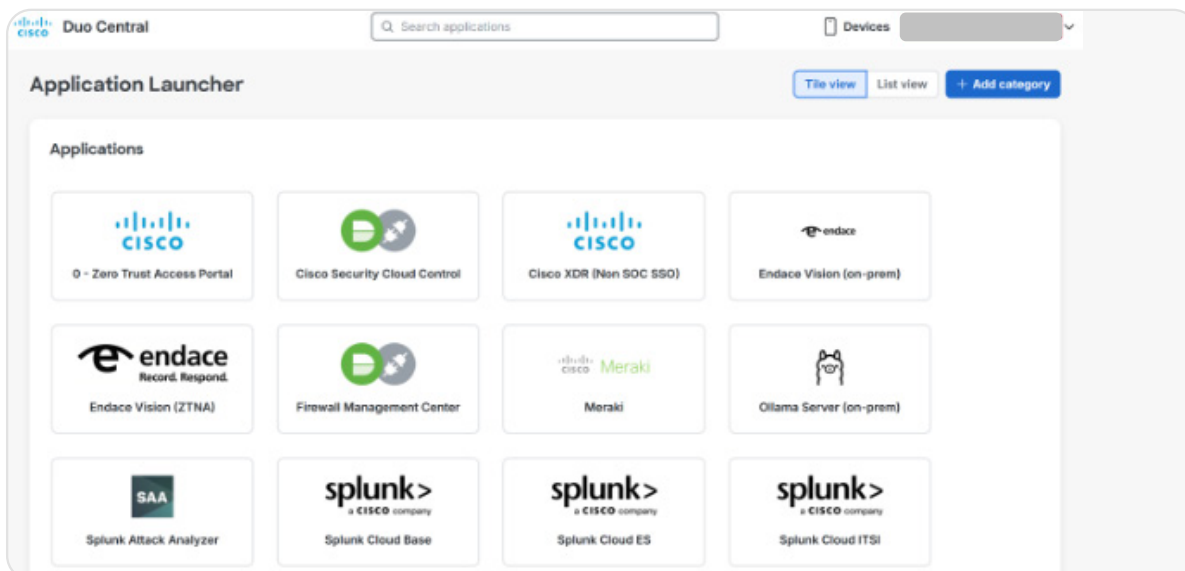 CISCO Duo Central Search applications Devices
Application Launcher Tile view List view + Add category
Applications
CISCO
CISCO
endace
0 - Zero Trust Access Portal
Cisco Security Cloud Control
Cisco XDR (Non SOC SSO)
Endace Vision (on-prem)
endace
Record. Respond.
CISCO Meraki
Endace Vision (ZTNA)
Firewall Management Center
Meraki
Ollama Server (on-prem)
SAA
splunk>
a CISCO company
splunk>
a CISCO company
splunk>
a CISCO company
Splunk Attack Analyzer
Splunk Cloud Base
Splunk Cloud ES
Splunk Cloud ITSI